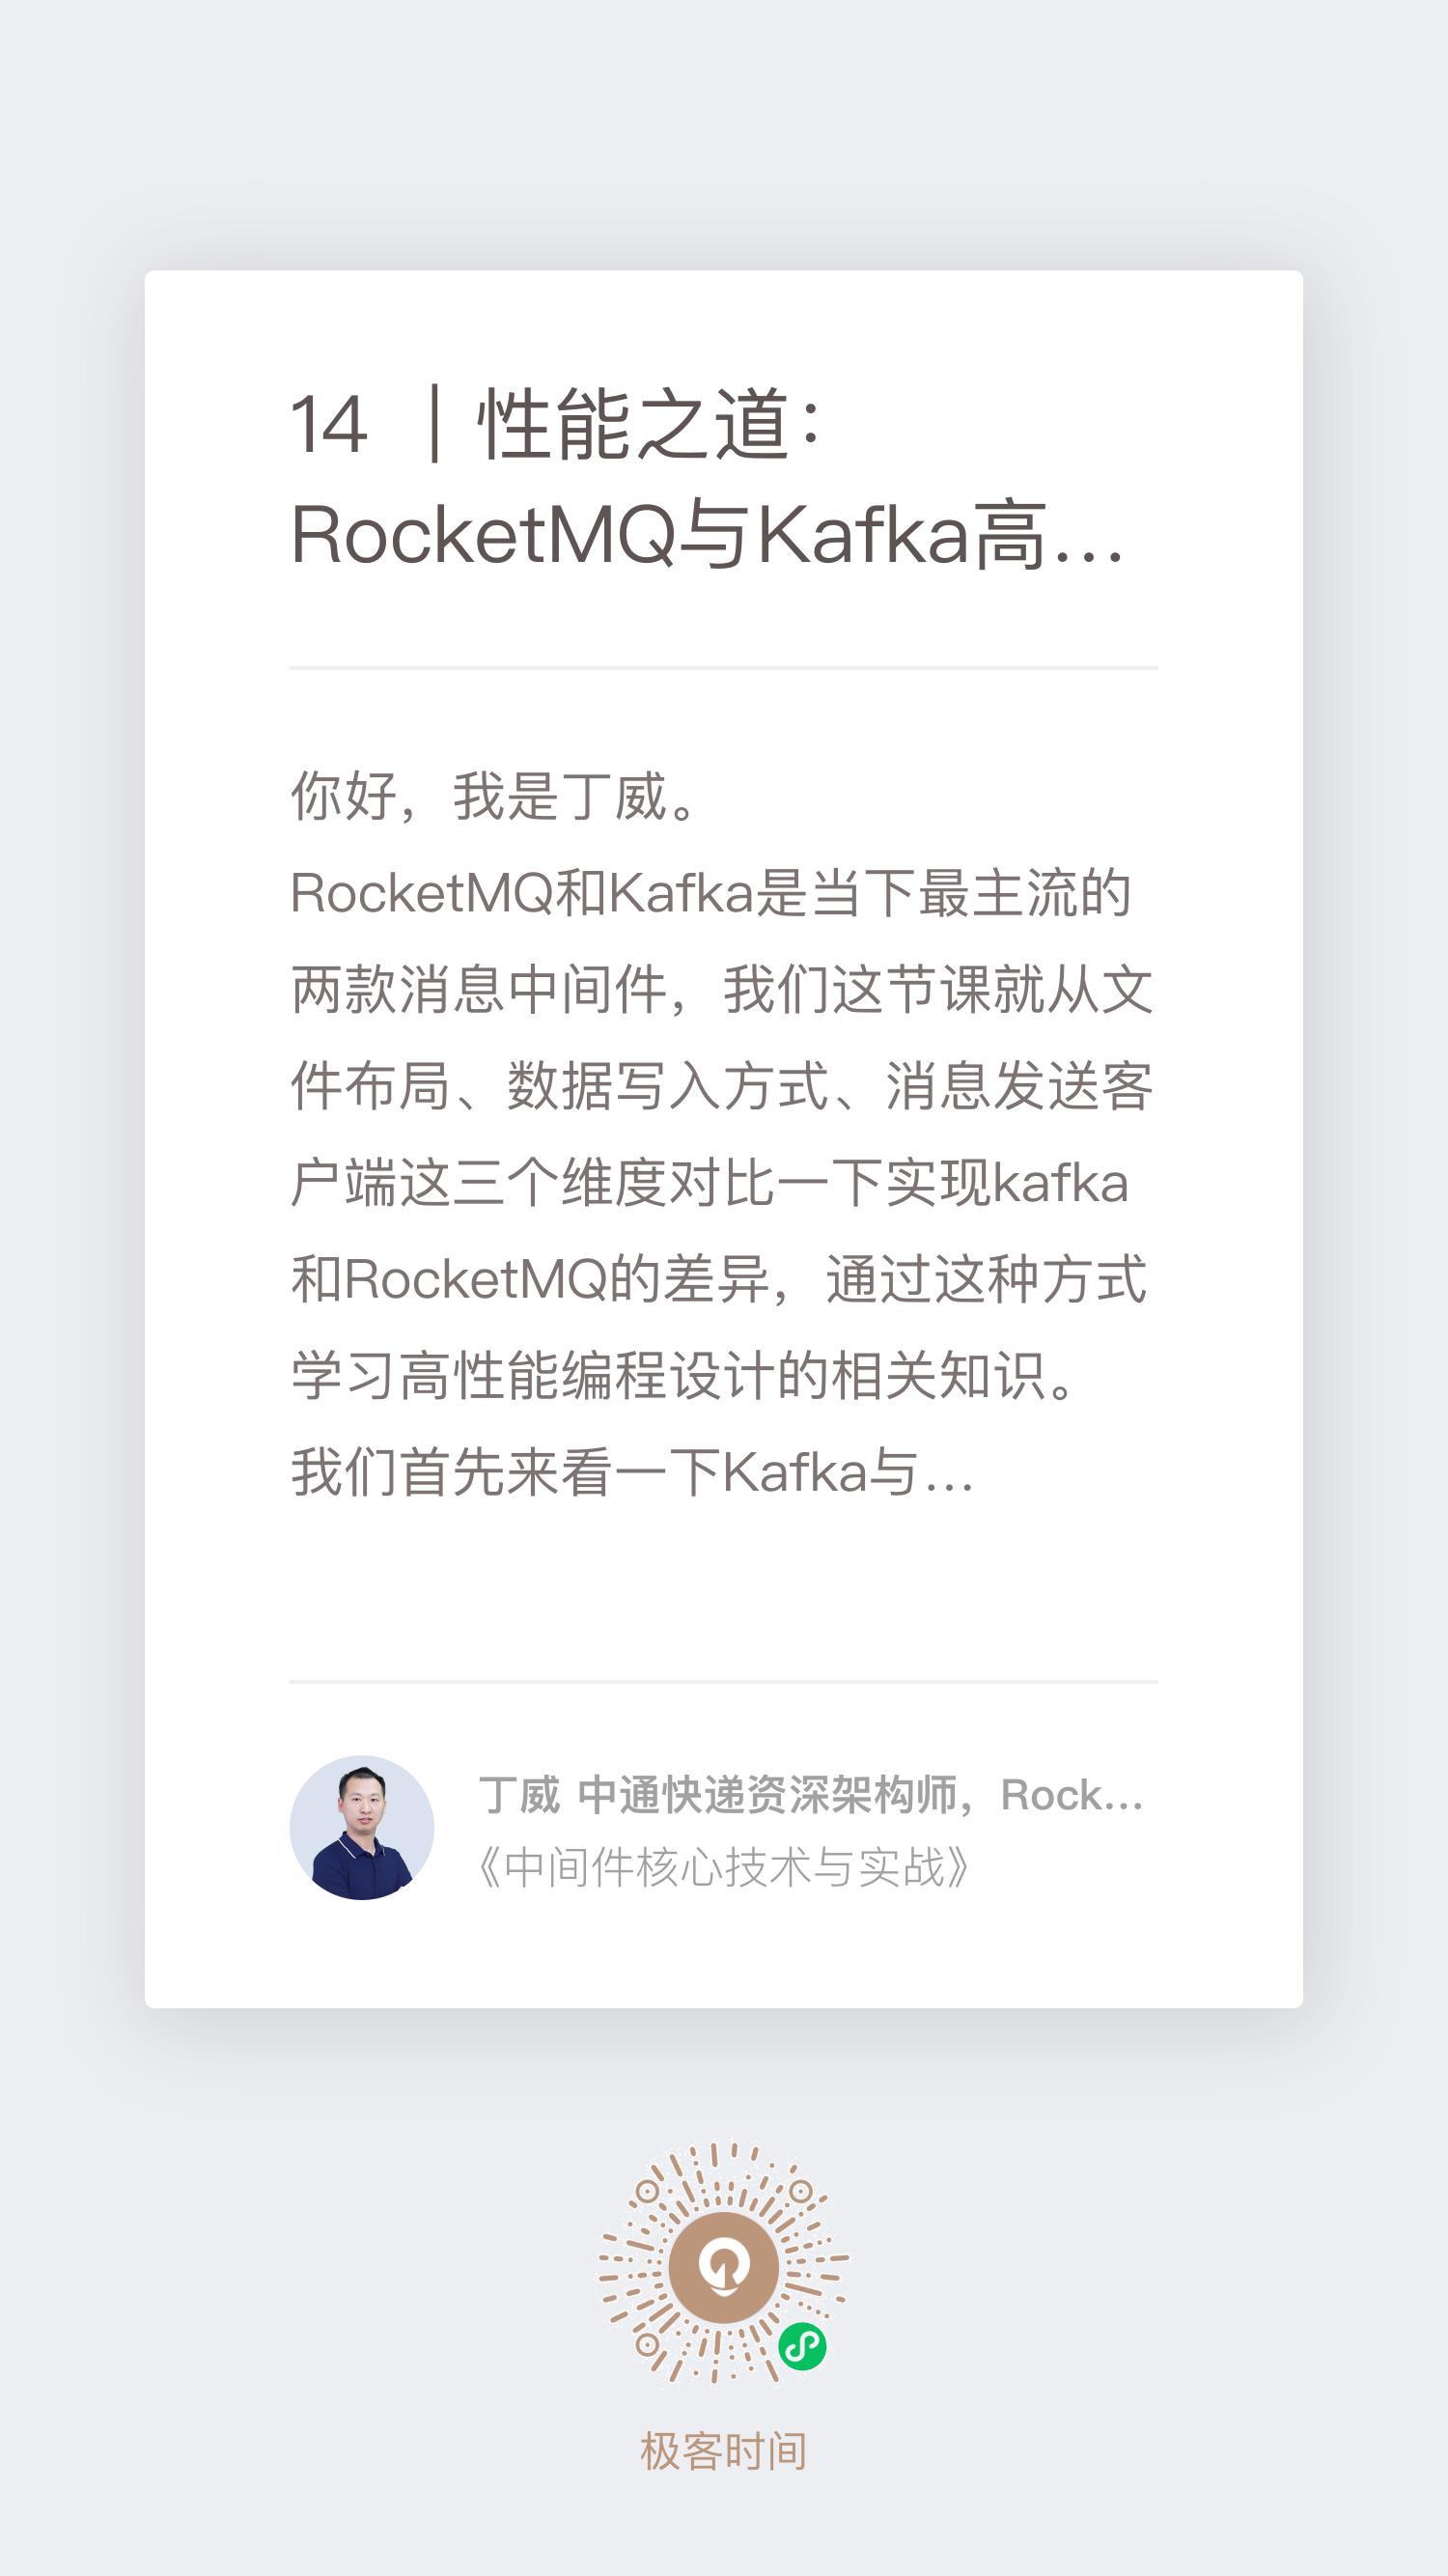 14 ｜性能之道：
RocketMQ与Kafka高...
你好，我是丁威。
RocketMQ和Kafka是当下最主流的
两款消息中间件，我们这节课就从文
件布局、数据写入方式、消息发送客
户端这三个维度对比一下实现kafka
和RocketMQ的差异，通过这种方式
学习高性能编程设计的相关知识。
我们首先来看一下Kafka与...
丁威 中通快递资深架构师，Rock...
《中间件核心技术与实战》
极客时间